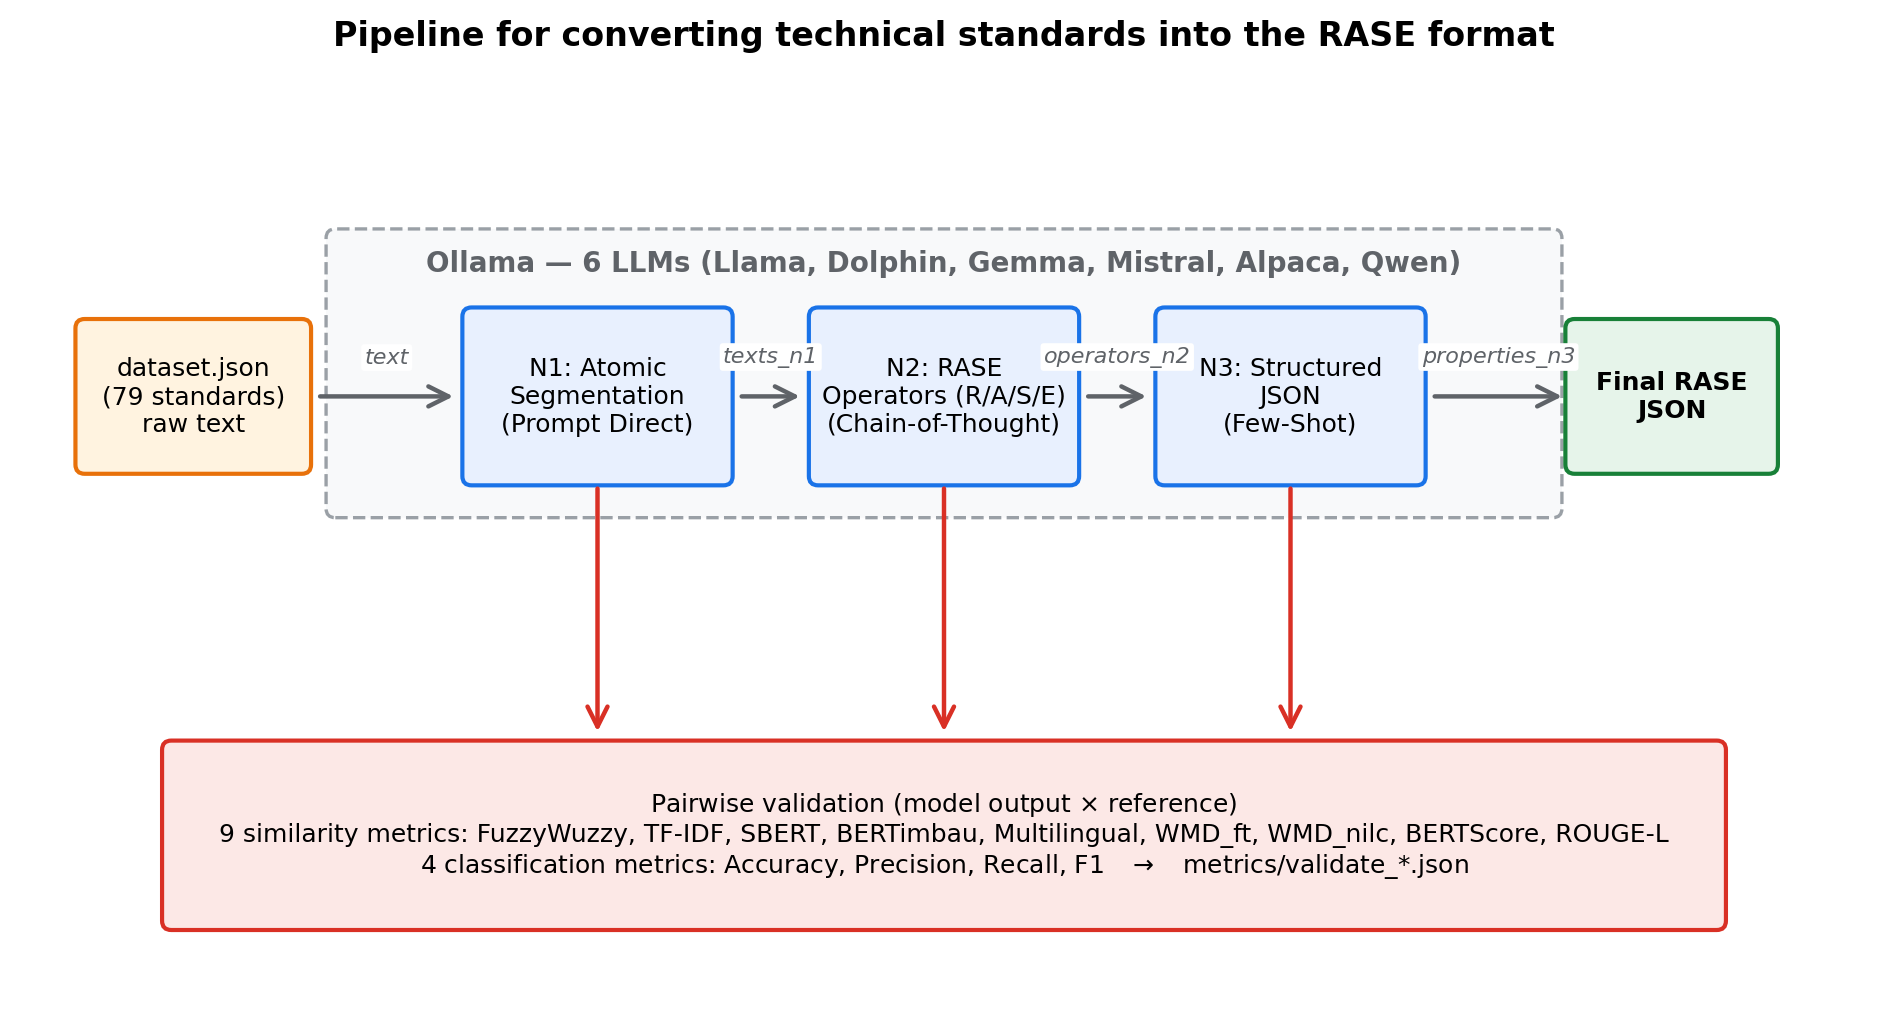 Pipeline for converting technical standards into the RASE format
Ollama — 6 LLMs (Llama, Dolphin, Gemma, Mistral, Alpaca, Qwen)
dataset.json
(79 standards)
raw text
text
N1: Atomic
Segmentation
(Prompt Direct)
texts_n1
N2: RASE
Operators (R/A/S/E)
(Chain-of-Thought)
operators_n2
N3: Structured
JSON
(Few-Shot)
properties_n3
Final RASE
JSON
Pairwise validation (model output × reference)
9 similarity metrics: FuzzyWuzzy, TF-IDF, SBERT, BERTimbau, Multilingual, WMD_ft, WMD_nilc, BERTScore, ROUGE-L
4 classification metrics: Accuracy, Precision, Recall, F1 → metrics/validate_*.json